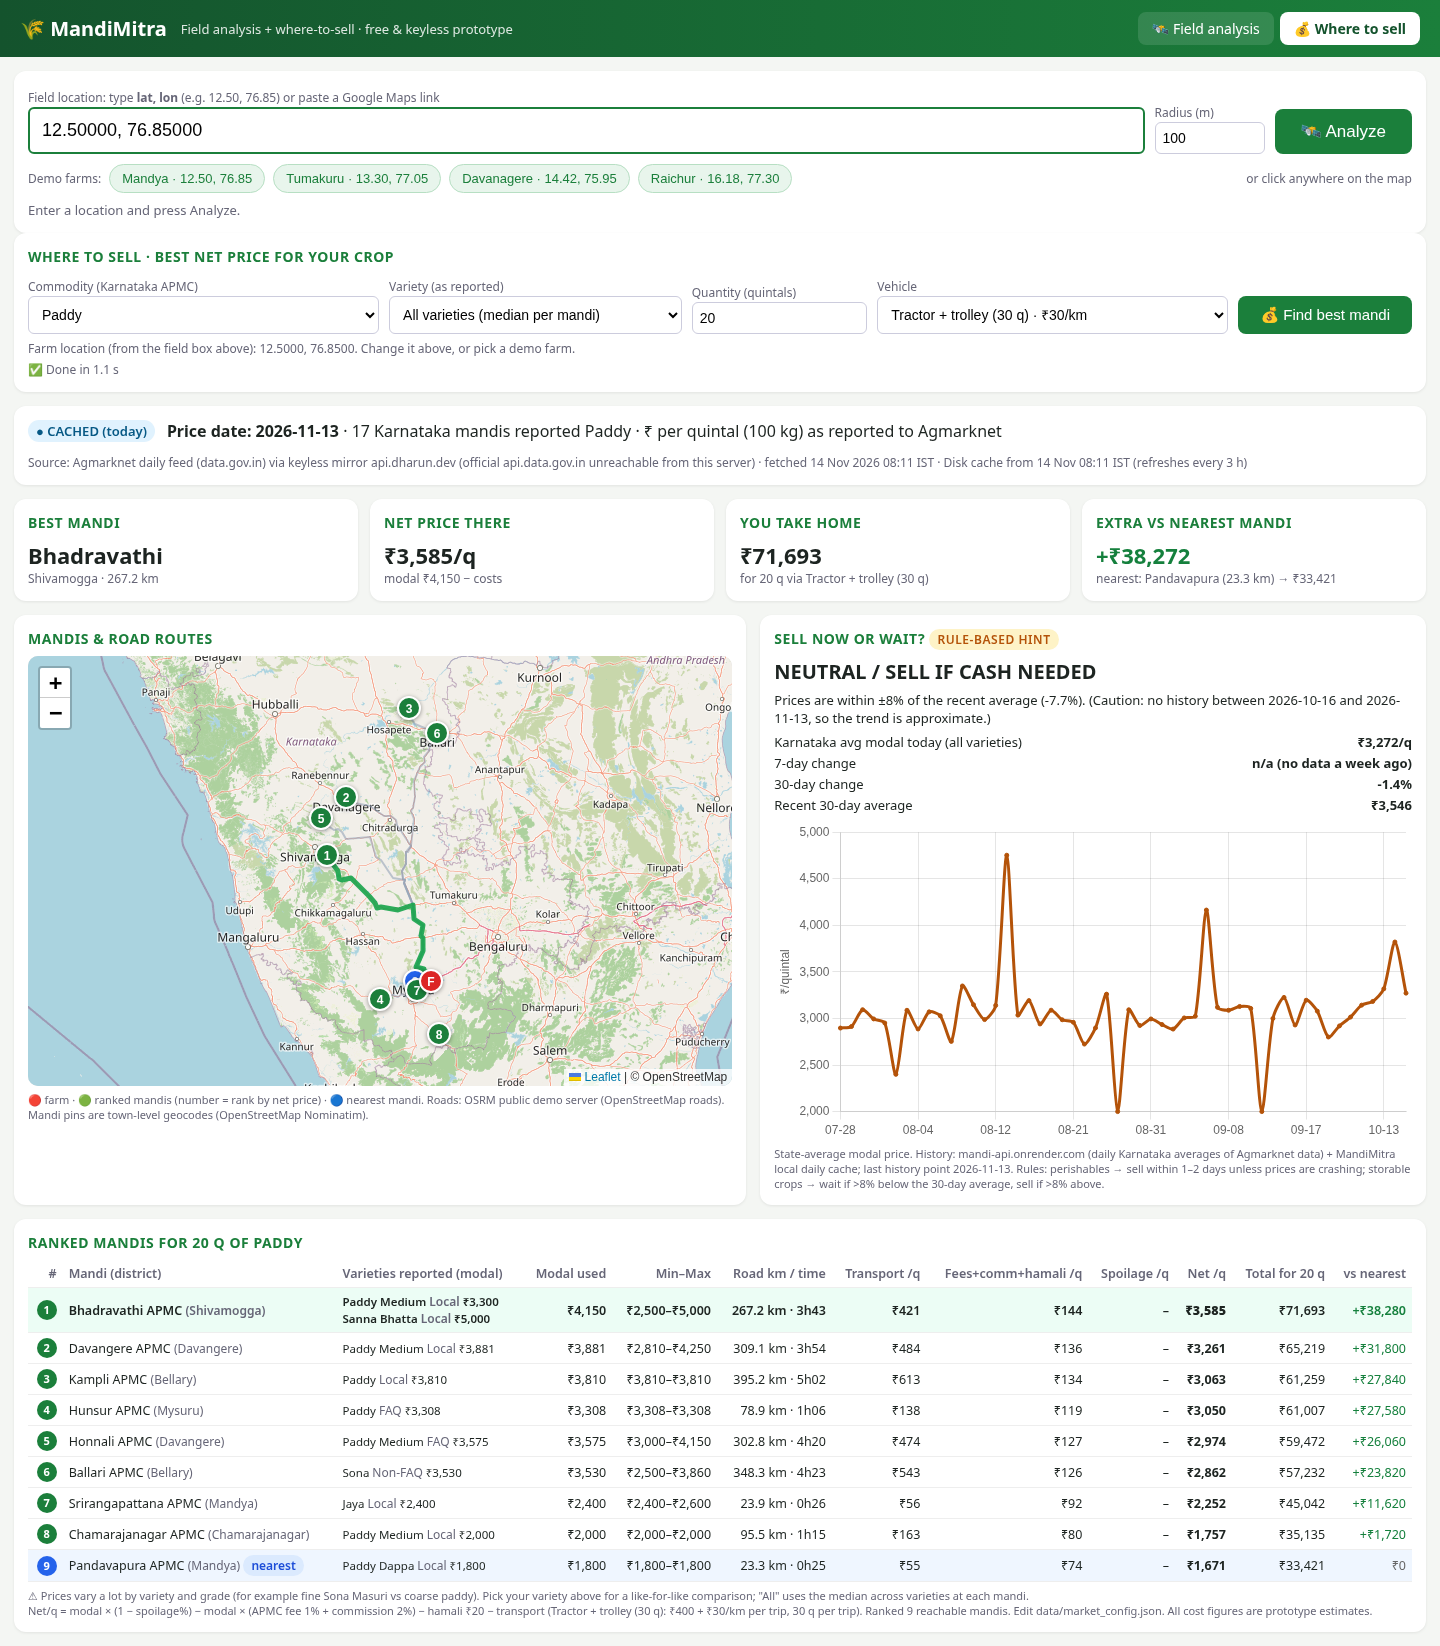 🌾 MandiMitra Field analysis + where-to-sell · free & keyless prototype 🛰️ Field analysis 💰 Where to sell
Field location: type lat, lon (e.g. 12.50, 76.85) or paste a Google Maps link
12.50000, 76.85000
Radius (m)
100
🛰️ Analyze
Demo farms: Mandya · 12.50, 76.85 Tumakuru · 13.30, 77.05 Davanagere · 14.42, 75.95 Raichur · 16.18, 77.30 or click anywhere on the map
Enter a location and press Analyze.
WHERE TO SELL · BEST NET PRICE FOR YOUR CROP
Commodity (Karnataka APMC) Variety (as reported) Quantity (quintals) Vehicle
Paddy All varieties (median per mandi) 20 Tractor + trolley (30 q) · ₹30/km 💰 Find best mandi
Farm location (from the field box above): 12.5000, 76.8500. Change it above, or pick a demo farm.
✅ Done in 1.1 s
● CACHED (today) Price date: 2026-11-13 · 17 Karnataka mandis reported Paddy · ₹ per quintal (100 kg) as reported to Agmarknet
Source: Agmarknet daily feed (data.gov.in) via keyless mirror api.dharun.dev (official api.data.gov.in unreachable from this server) · fetched 14 Nov 2026 08:11 IST · Disk cache from 14 Nov 08:11 IST (refreshes every 3 h)
BEST MANDI
Bhadravathi
Shivamogga · 267.2 km
NET PRICE THERE
₹3,585/q
modal ₹4,150 − costs
YOU TAKE HOME
₹71,693
for 20 q via Tractor + trolley (30 q)
EXTRA VS NEAREST MANDI
+₹38,272
nearest: Pandavapura (23.3 km) → ₹33,421
MANDIS & ROAD ROUTES
+
−
Belagavi
Andhra Pradesh
Panaji
Kurnool
Hubballi
3
Ongo
Hosapete
6
Ballari
Karnataka
Ranebennur
Anantapur
2
Davanagere
Kadapa
Nellore
5
Chitradurga
Shivamogga
1
Tirupati
Tumakuru
Udupi
Chikkamagaluru
Kolar
Chittoor
Mangaluru
Hassan
Bengaluru
Vellore
Ch
Kanchipuram
F
7
4
My
Dharmapuri
8
Kannur
Salem
Puducherry
Erode
Leaflet | © OpenStreetMap
🔴 farm · 🟢 ranked mandis (number = rank by net price) · 🔵 nearest mandi. Roads: OSRM public demo server (OpenStreetMap roads).
Mandi pins are town-level geocodes (OpenStreetMap Nominatim).
SELL NOW OR WAIT? RULE-BASED HINT
NEUTRAL / SELL IF CASH NEEDED
Prices are within ±8% of the recent average (-7.7%). (Caution: no history between 2026-10-16 and 2026-
11-13, so the trend is approximate.)
Karnataka avg modal today (all varieties) ₹3,272/q
7-day change n/a (no data a week ago)
30-day change -1.4%
Recent 30-day average ₹3,546
5,000
4,500
4,000
3,500
3,000
2,500
2,000
₹/quintal
07-28 08-04 08-12 08-21 08-31 09-08 09-17 10-13
State-average modal price. History: mandi-api.onrender.com (daily Karnataka averages of Agmarknet data) + MandiMitra
local daily cache; last history point 2026-11-13. Rules: perishables → sell within 1–2 days unless prices are crashing; storable
crops → wait if >8% below the 30-day average, sell if >8% above.
RANKED MANDIS FOR 20 Q OF PADDY
# Mandi (district) Varieties reported (modal) Modal used Min–Max Road km / time Transport /q Fees+comm+hamali /q Spoilage /q Net /q Total for 20 q vs nearest
1 Bhadravathi APMC (Shivamogga) Paddy Medium Local ₹3,300 Sanna Bhatta Local ₹5,000 ₹4,150 ₹2,500–₹5,000 267.2 km · 3h43 ₹421 ₹144 – ₹3,585 ₹71,693 +₹38,280
2 Davangere APMC (Davangere) Paddy Medium Local ₹3,881 ₹3,881 ₹2,810–₹4,250 309.1 km · 3h54 ₹484 ₹136 – ₹3,261 ₹65,219 +₹31,800
3 Kampli APMC (Bellary) Paddy Local ₹3,810 ₹3,810 ₹3,810–₹3,810 395.2 km · 5h02 ₹613 ₹134 – ₹3,063 ₹61,259 +₹27,840
4 Hunsur APMC (Mysuru) Paddy FAQ ₹3,308 ₹3,308 ₹3,308–₹3,308 78.9 km · 1h06 ₹138 ₹119 – ₹3,050 ₹61,007 +₹27,580
5 Honnali APMC (Davangere) Paddy Medium FAQ ₹3,575 ₹3,575 ₹3,000–₹4,150 302.8 km · 4h20 ₹474 ₹127 – ₹2,974 ₹59,472 +₹26,060
6 Ballari APMC (Bellary) Sona Non-FAQ ₹3,530 ₹3,530 ₹2,500–₹3,860 348.3 km · 4h23 ₹543 ₹126 – ₹2,862 ₹57,232 +₹23,820
7 Srirangapattana APMC (Mandya) Jaya Local ₹2,400 ₹2,400 ₹2,400–₹2,600 23.9 km · 0h26 ₹56 ₹92 – ₹2,252 ₹45,042 +₹11,620
8 Chamarajanagar APMC (Chamarajanagar) Paddy Medium Local ₹2,000 ₹2,000 ₹2,000–₹2,000 95.5 km · 1h15 ₹163 ₹80 – ₹1,757 ₹35,135 +₹1,720
9 Pandavapura APMC (Mandya) nearest Paddy Dappa Local ₹1,800 ₹1,800 ₹1,800–₹1,800 23.3 km · 0h25 ₹55 ₹74 – ₹1,671 ₹33,421 ₹0
⚠ Prices vary a lot by variety and grade (for example fine Sona Masuri vs coarse paddy). Pick your variety above for a like-for-like comparison; "All" uses the median across varieties at each mandi.
Net/q = modal × (1 − spoilage%) − modal × (APMC fee 1% + commission 2%) − hamali ₹20 − transport (Tractor + trolley (30 q): ₹400 + ₹30/km per trip, 30 q per trip). Ranked 9 reachable mandis. Edit data/market_config.json. All cost figures are prototype estimates.